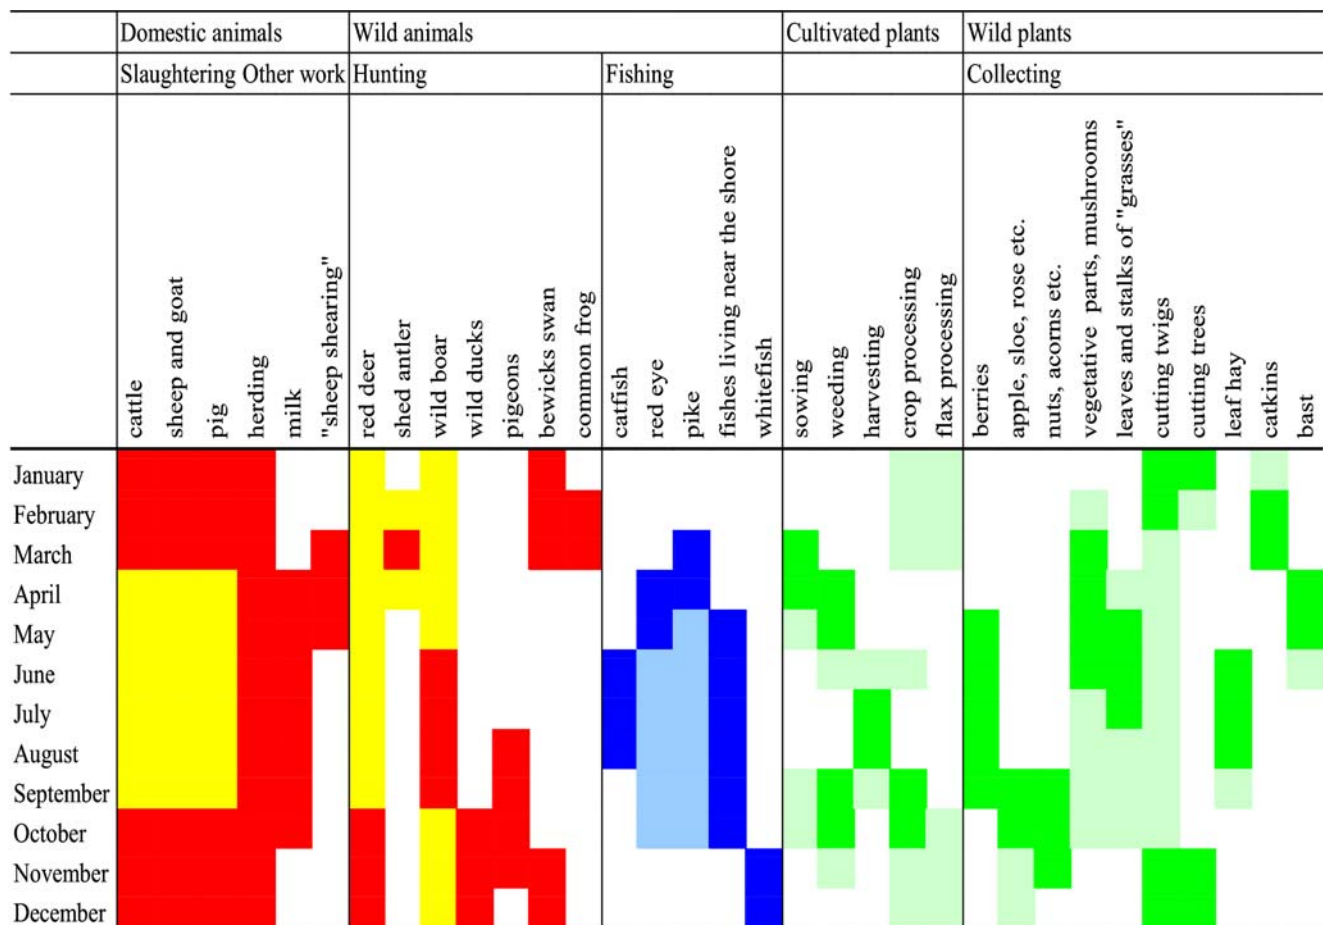 Domestic animals Wild animals Cultivated plants Wild plants
Slaughtering Other work Hunting Fishing Collecting
cattle
sheep and goat
pig
herding
milk
"sheep shearing"
red deer
shed antler
wild boar
wild ducks
pigeons
bewicks swan
common frog
catfish
red eye
pike
fishes living near the shore
whitefish
sowing
weeding
harvesting
crop processing
flax processing
berries
apple, sloe, rose etc.
nuts, acorns etc.
vegetative parts, mushrooms
leaves and stalks of "grasses"
cutting twigs
cutting trees
leaf hay
catkins
bast
January
February
March
April
May
June
July
August
September
October
November
December